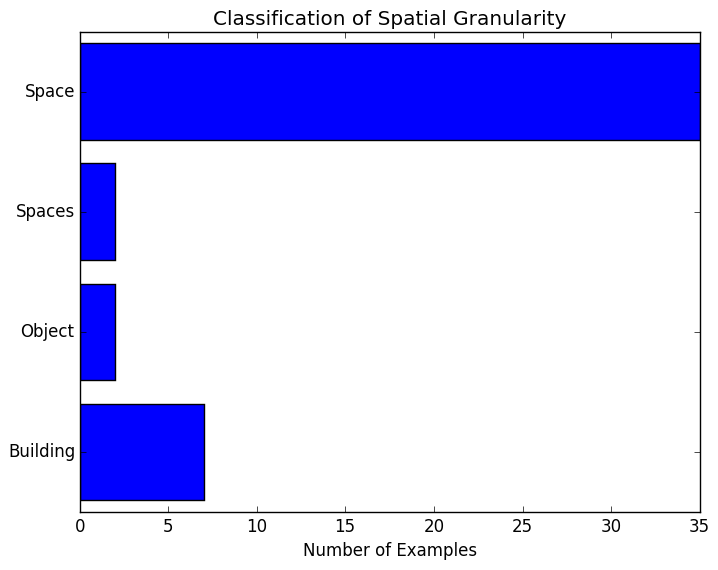 Classification of Spatial Granularity
Space
Spaces
Object
Building
0 5 10 15 20 25 30 35
Number of Examples